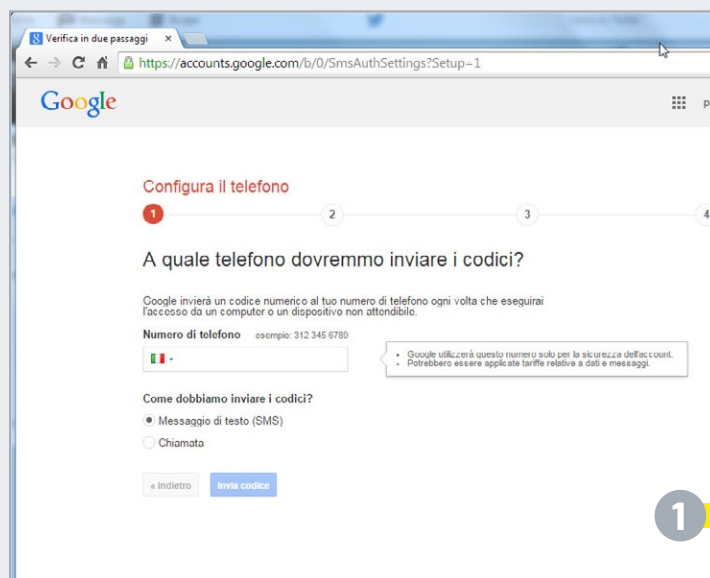 Verifica in due passaggi
https://accounts.google.com/b/0/SmsAuthSettings?Setup=1
Google
P
Configura il telefono
1 2 3 4
A quale telefono dovremmo inviare i codici?
Google invierà un codice numerico al tuo numero di telefono ogni volta che eseguirai
l'accesso da un computer o un dispositivo non attendibile.
Numero di telefono esempio: 312 345 6789
• Google utilizzerà questo numero solo per la sicurezza dell'account.
• Potrebbero essere applicate tariffe relative a dati e messaggi.
Come dobbiamo inviare i codici?
Messaggio di testo (SMS)
Chiamata
« Indietro Invia codice
1